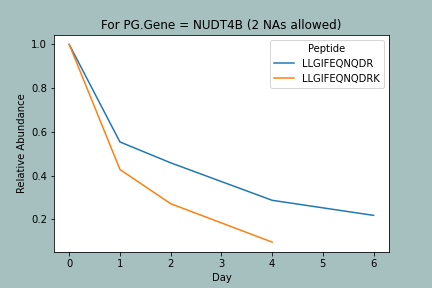 For PG.Gene = NUDT4B (2 NAs allowed)
Peptide
LLGIFEQNQDR
LLGIFEQNQDRK
Relative Abundance
1.0
0.8
0.6
0.4
0.2
0 1 2 3 4 5 6
Day